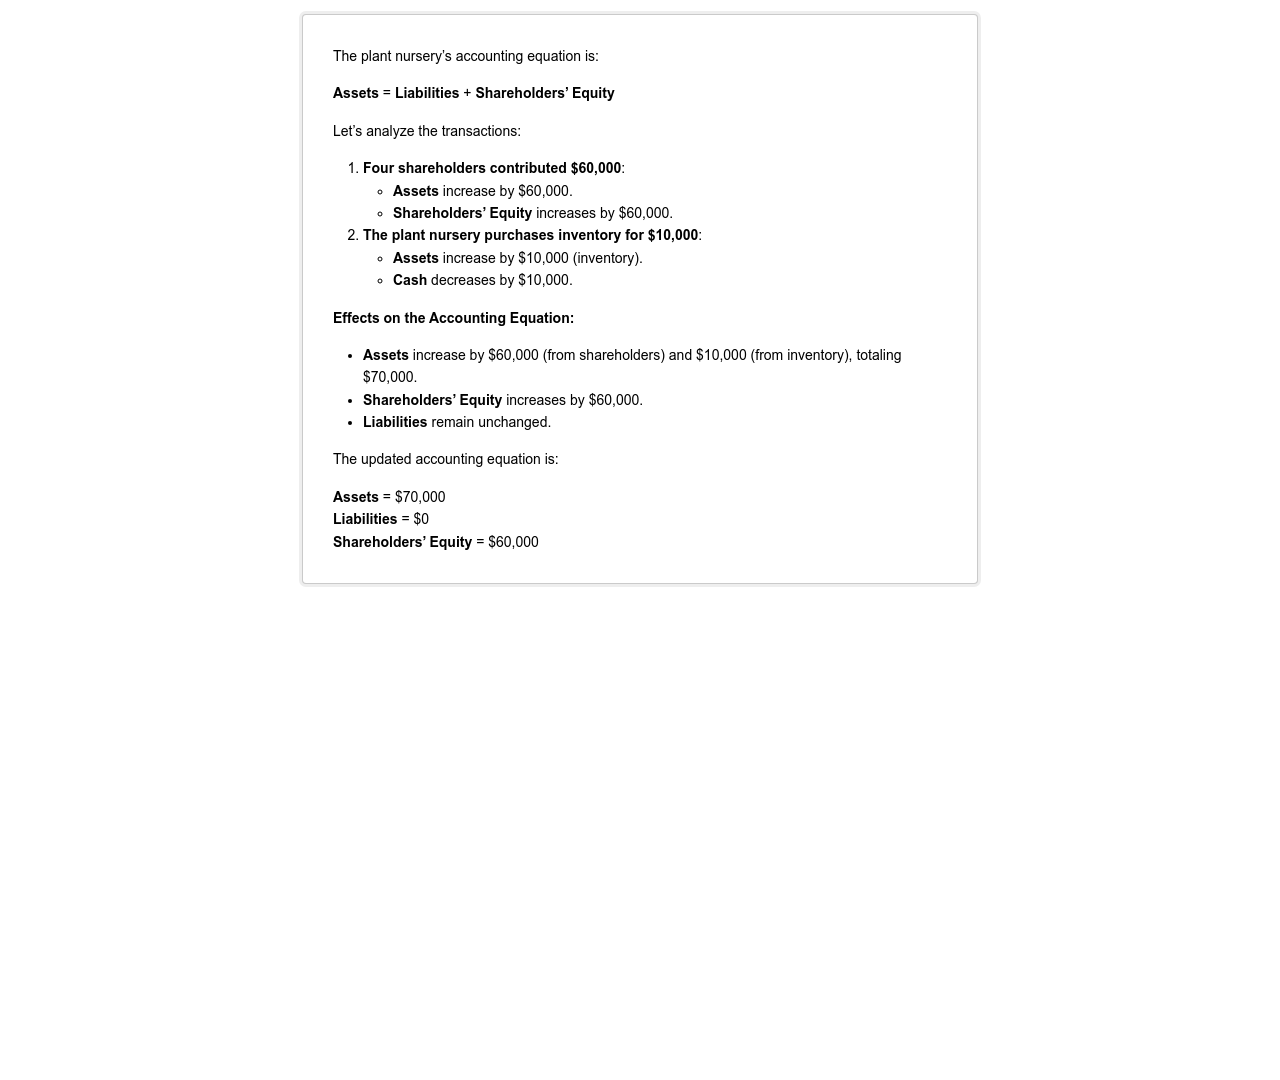 The plant nursery’s accounting equation is:
Assets = Liabilities + Shareholders’ Equity
Let’s analyze the transactions:
1. Four shareholders contributed $60,000:
◦ Assets increase by $60,000.
◦ Shareholders’ Equity increases by $60,000.
2. The plant nursery purchases inventory for $10,000:
◦ Assets increase by $10,000 (inventory).
◦ Cash decreases by $10,000.
Effects on the Accounting Equation:
• Assets increase by $60,000 (from shareholders) and $10,000 (from inventory), totaling
$70,000.
• Shareholders’ Equity increases by $60,000.
• Liabilities remain unchanged.
The updated accounting equation is:
Assets = $70,000
Liabilities = $0
Shareholders’ Equity = $60,000